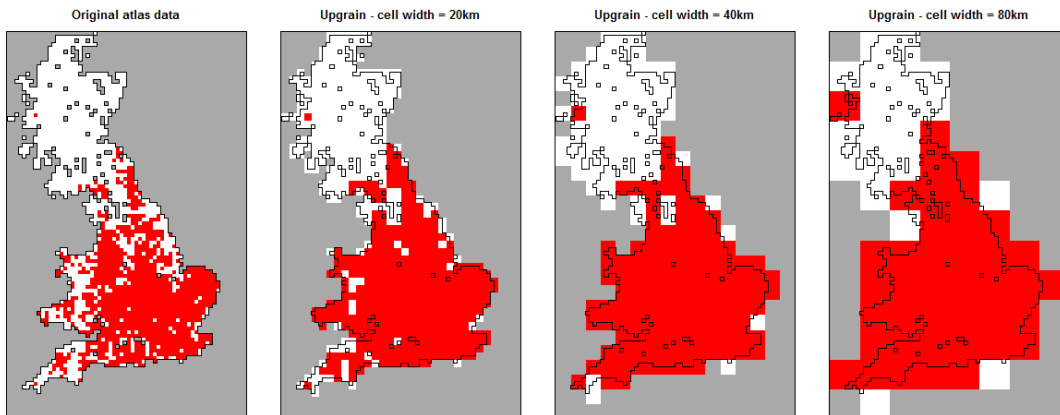 Original atlas data
Upgrain - cell width = 20km
Upgrain - cell width = 40km
Upgrain - cell width = 80km